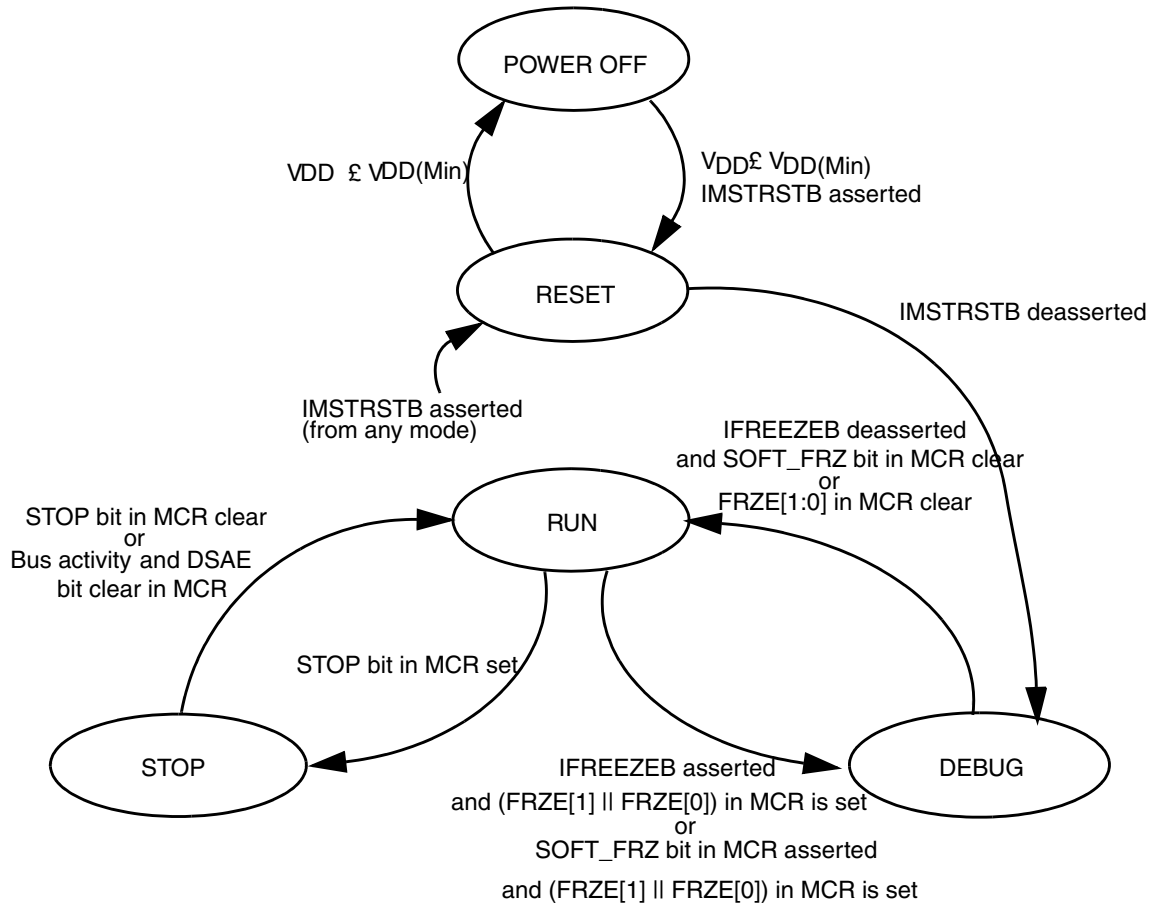 POWER OFF
VDD £ VDD(Min)
VDD£ VDD(Min)
IMSTRSTB asserted
RESET
IMSTRSTB deasserted
IMSTRSTB asserted
(from any mode)
IFREEZEB deasserted
and SOFT_FRZ bit in MCR clear
or
FRZE[1:0] in MCR clear
RUN
STOP bit in MCR clear
or
Bus activity and DSAE
bit clear in MCR
STOP bit in MCR set
STOP
DEBUG
IFREEZEB asserted
and (FRZE[1] || FRZE[0]) in MCR is set
or
SOFT_FRZ bit in MCR asserted
and (FRZE[1] || FRZE[0]) in MCR is set